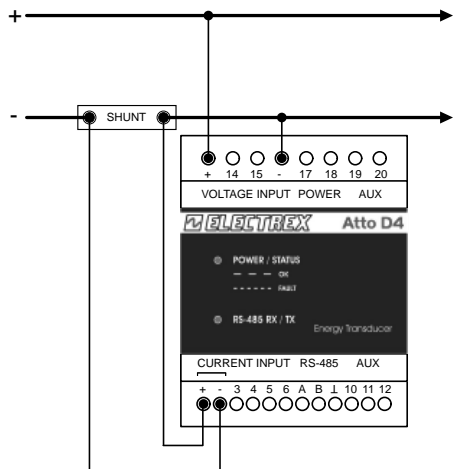 +
-
SHUNT
+ 14 15 - 17 18 19 20
VOLTAGE INPUT POWER AUX
ELECTREX Atto D4
POWER / STATUS
— — — OK
- - - - - - FAULT
RS-485 RX / TX
Energy Transducer
CURRENT INPUT RS-485 AUX
+ - 3 4 5 6 A B ⊥ 10 11 12